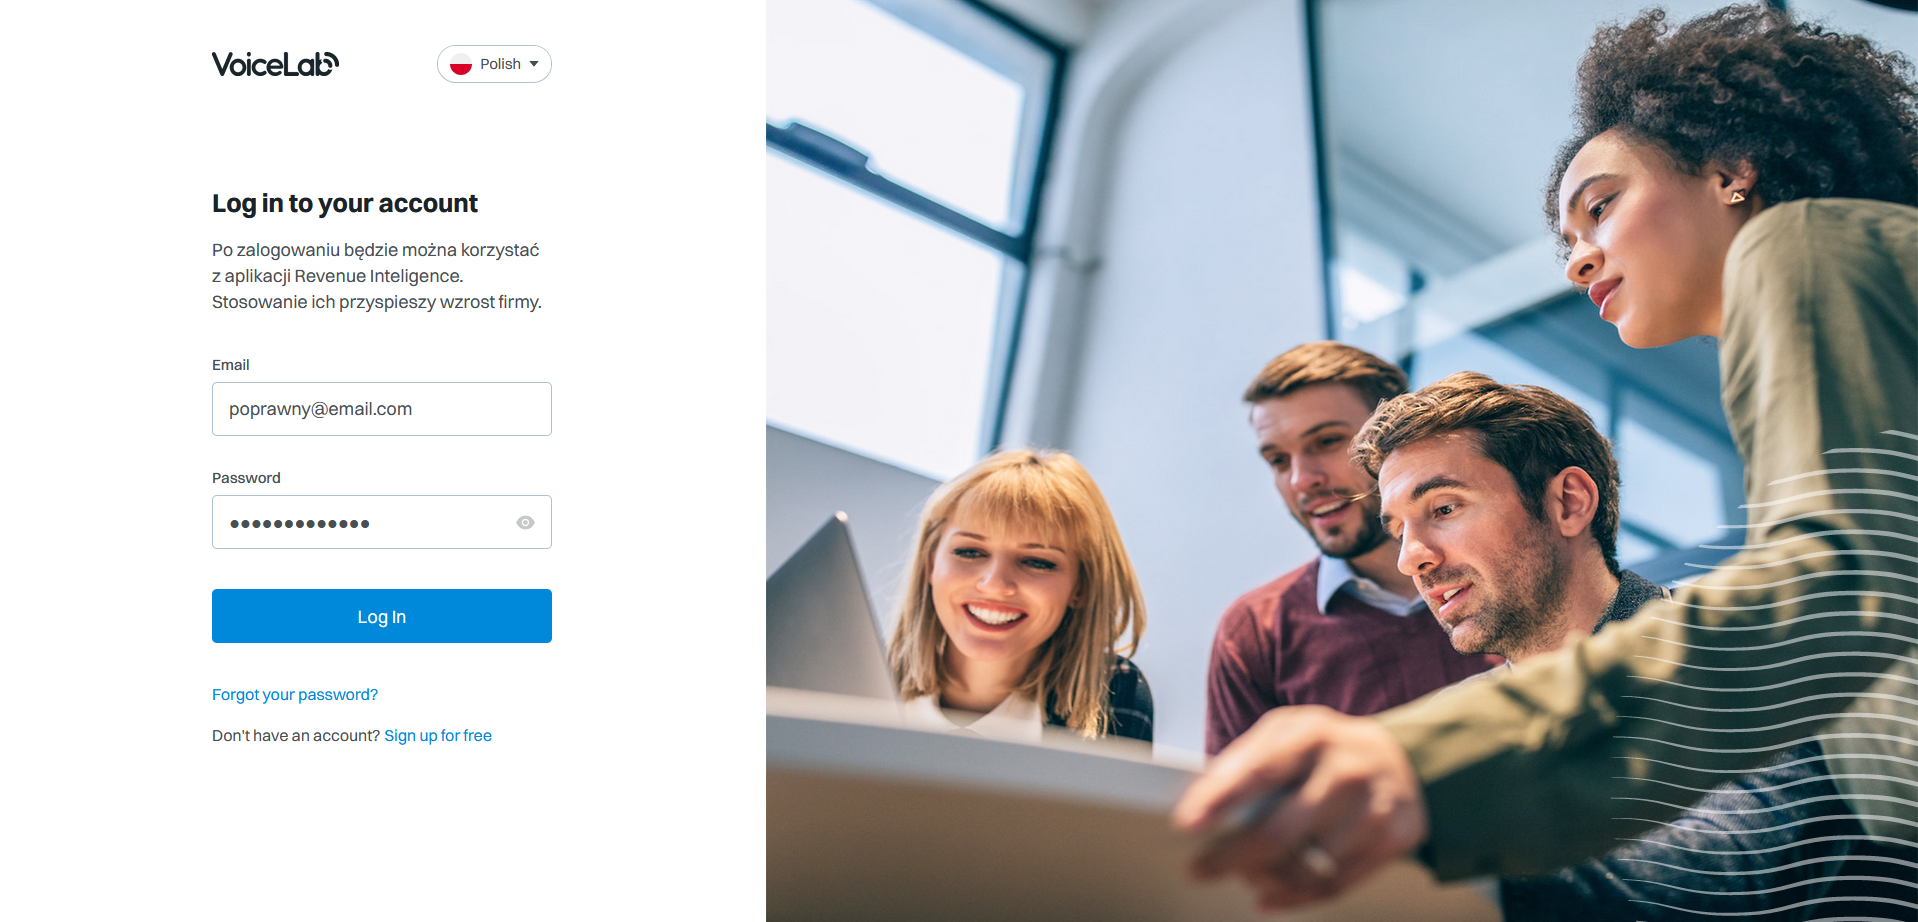 VoiceLab
Polish
Log in to your account
Po zalogowaniu będzie można korzystać
z aplikacji Revenue Inteligence.
Stosowanie ich przyspieszy wzrost firmy.
Email
poprawny@email.com
Password
●●●●●●●●●●●●●
Log In
Forgot your password?
Don't have an account? Sign up for free